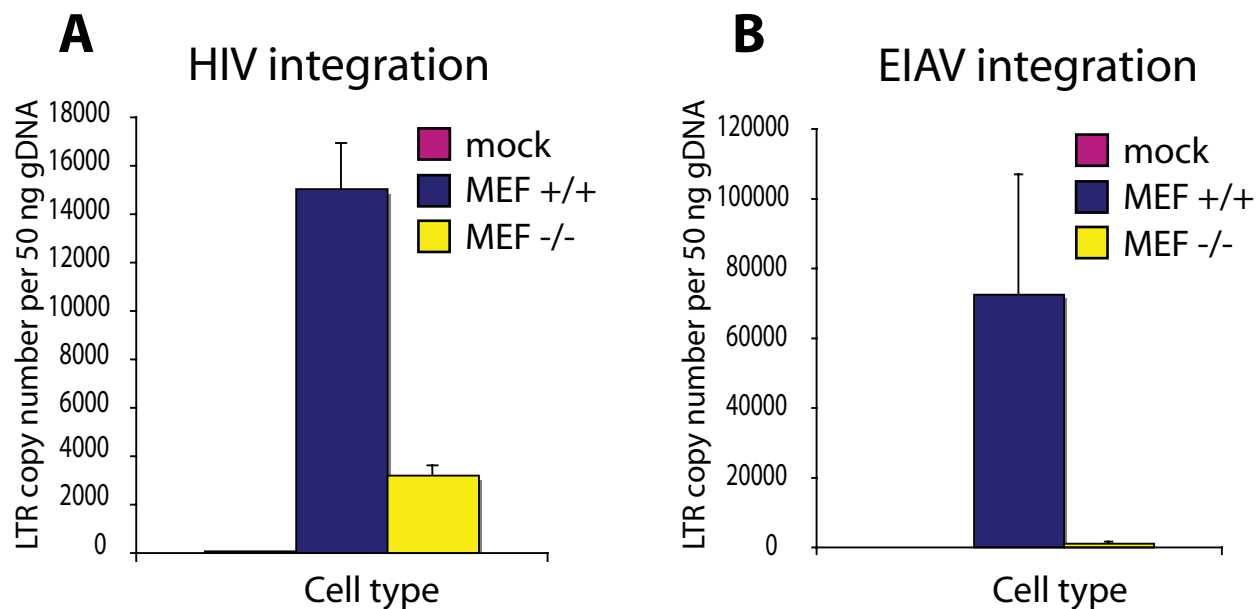 A
HIV integration
LTR copy number per 50 ng gDNA
18000
16000
14000
12000
10000
8000
6000
4000
2000
0
mock
MEF +/+
MEF -/-
Cell type
B
EIAV integration
LTR copy number per 50 ng gDNA
120000
100000
80000
60000
40000
20000
0
mock
MEF +/+
MEF -/-
Cell type